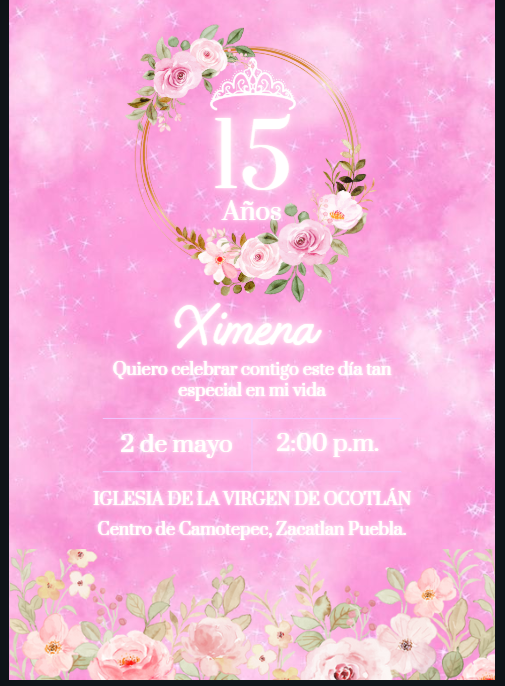 15
Años
Ximena
Quiero celebrar contigo este día tan
especial en mi vida
2 de mayo 2:00 p.m.
IGLESIA DE LA VIRGEN DE OCOTLÁN
Centro de Camotepec, Zacatlan Puebla.